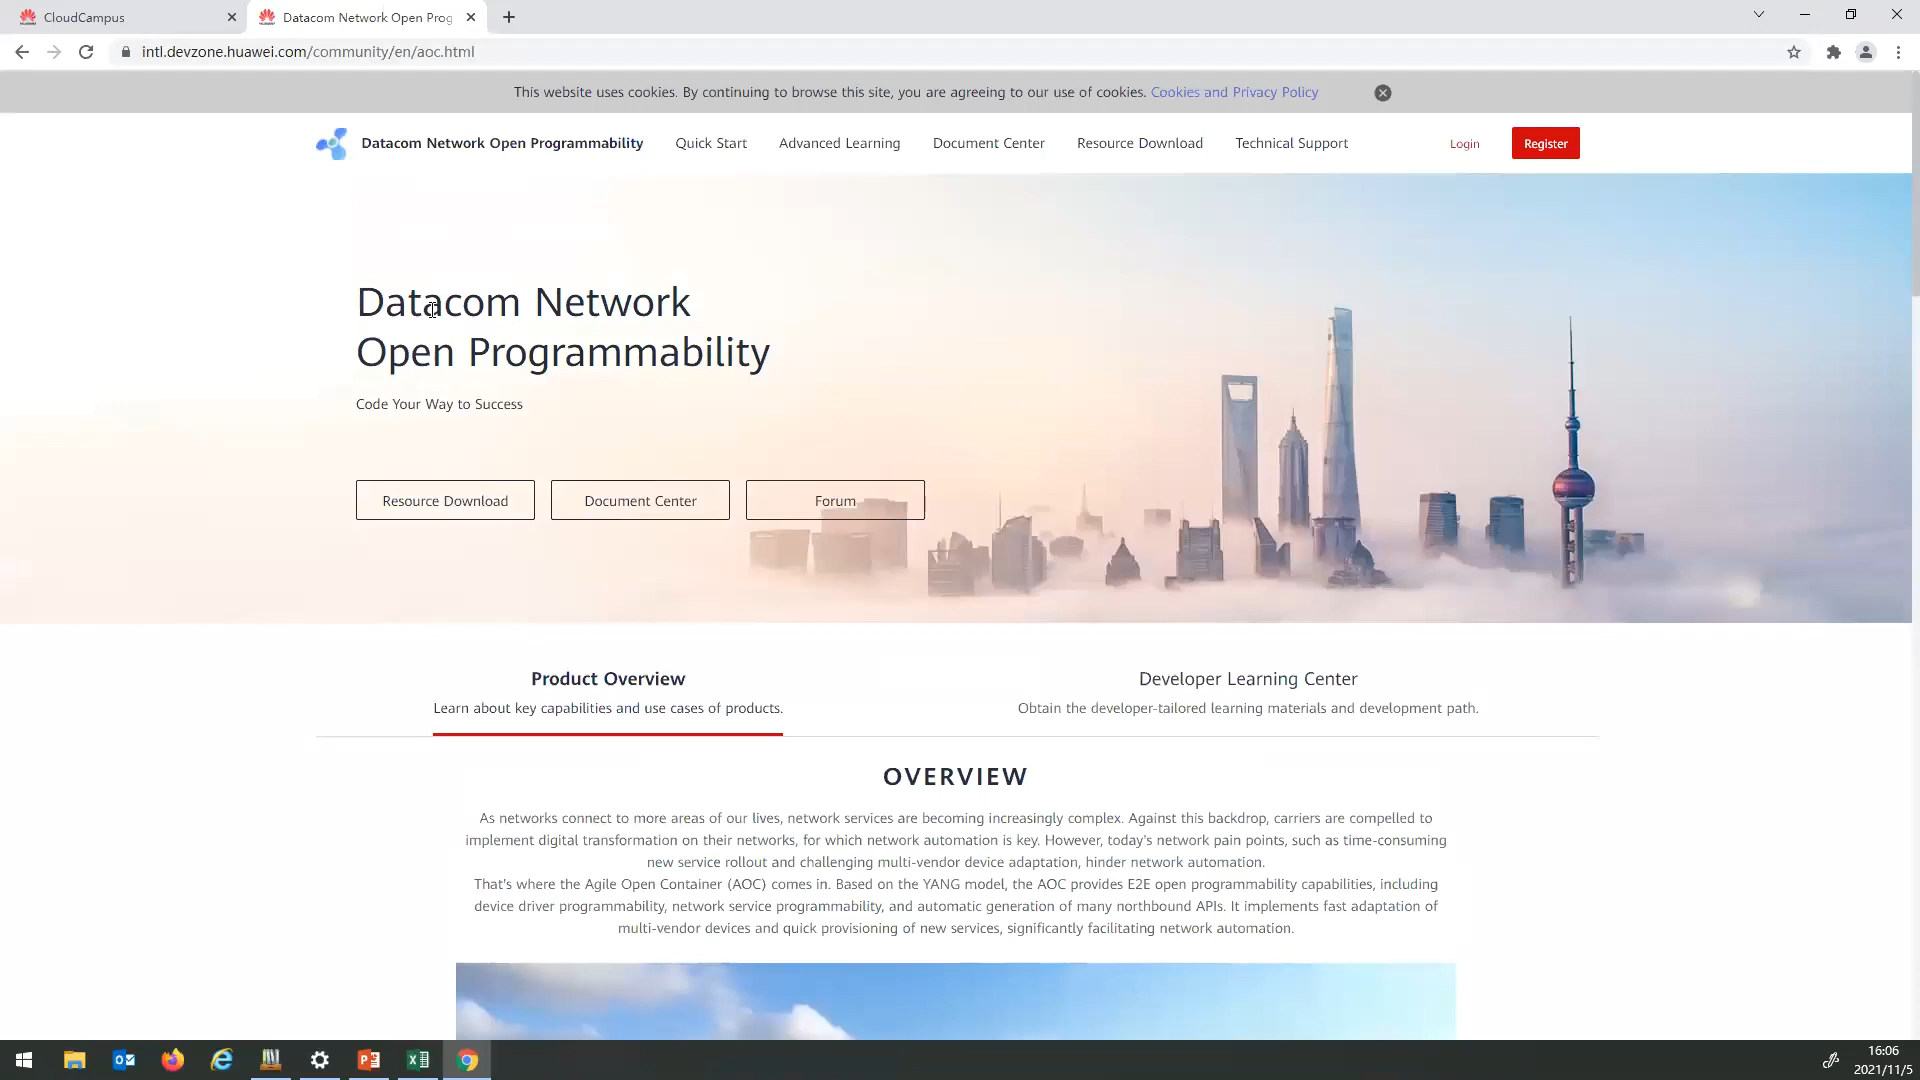 CloudCampus
Datacom Network Open Prog
intl.devzone.huawei.com/community/en/aoc.html
This website uses cookies. By continuing to browse this site, you are agreeing to our use of cookies. Cookies and Privacy Policy
Datacom Network Open Programmability
Quick Start
Advanced Learning
Document Center
Resource Download
Technical Support
Login
Register
Datacom Network
Open Programmability
Code Your Way to Success
Resource Download
Document Center
Forum
Product Overview
Learn about key capabilities and use cases of products.
Developer Learning Center
Obtain the developer-tailored learning materials and development path.
OVERVIEW
As networks connect to more areas of our lives, network services are becoming increasingly complex. Against this backdrop, carriers are compelled to
implement digital transformation on their networks, for which network automation is key. However, today's network pain points, such as time-consuming
new service rollout and challenging multi-vendor device adaptation, hinder network automation.
That's where the Agile Open Container (AOC) comes in. Based on the YANG model, the AOC provides E2E open programmability capabilities, including
device driver programmability, network service programmability, and automatic generation of many northbound APIs. It implements fast adaptation of
multi-vendor devices and quick provisioning of new services, significantly facilitating network automation.
16:06
2021/11/5